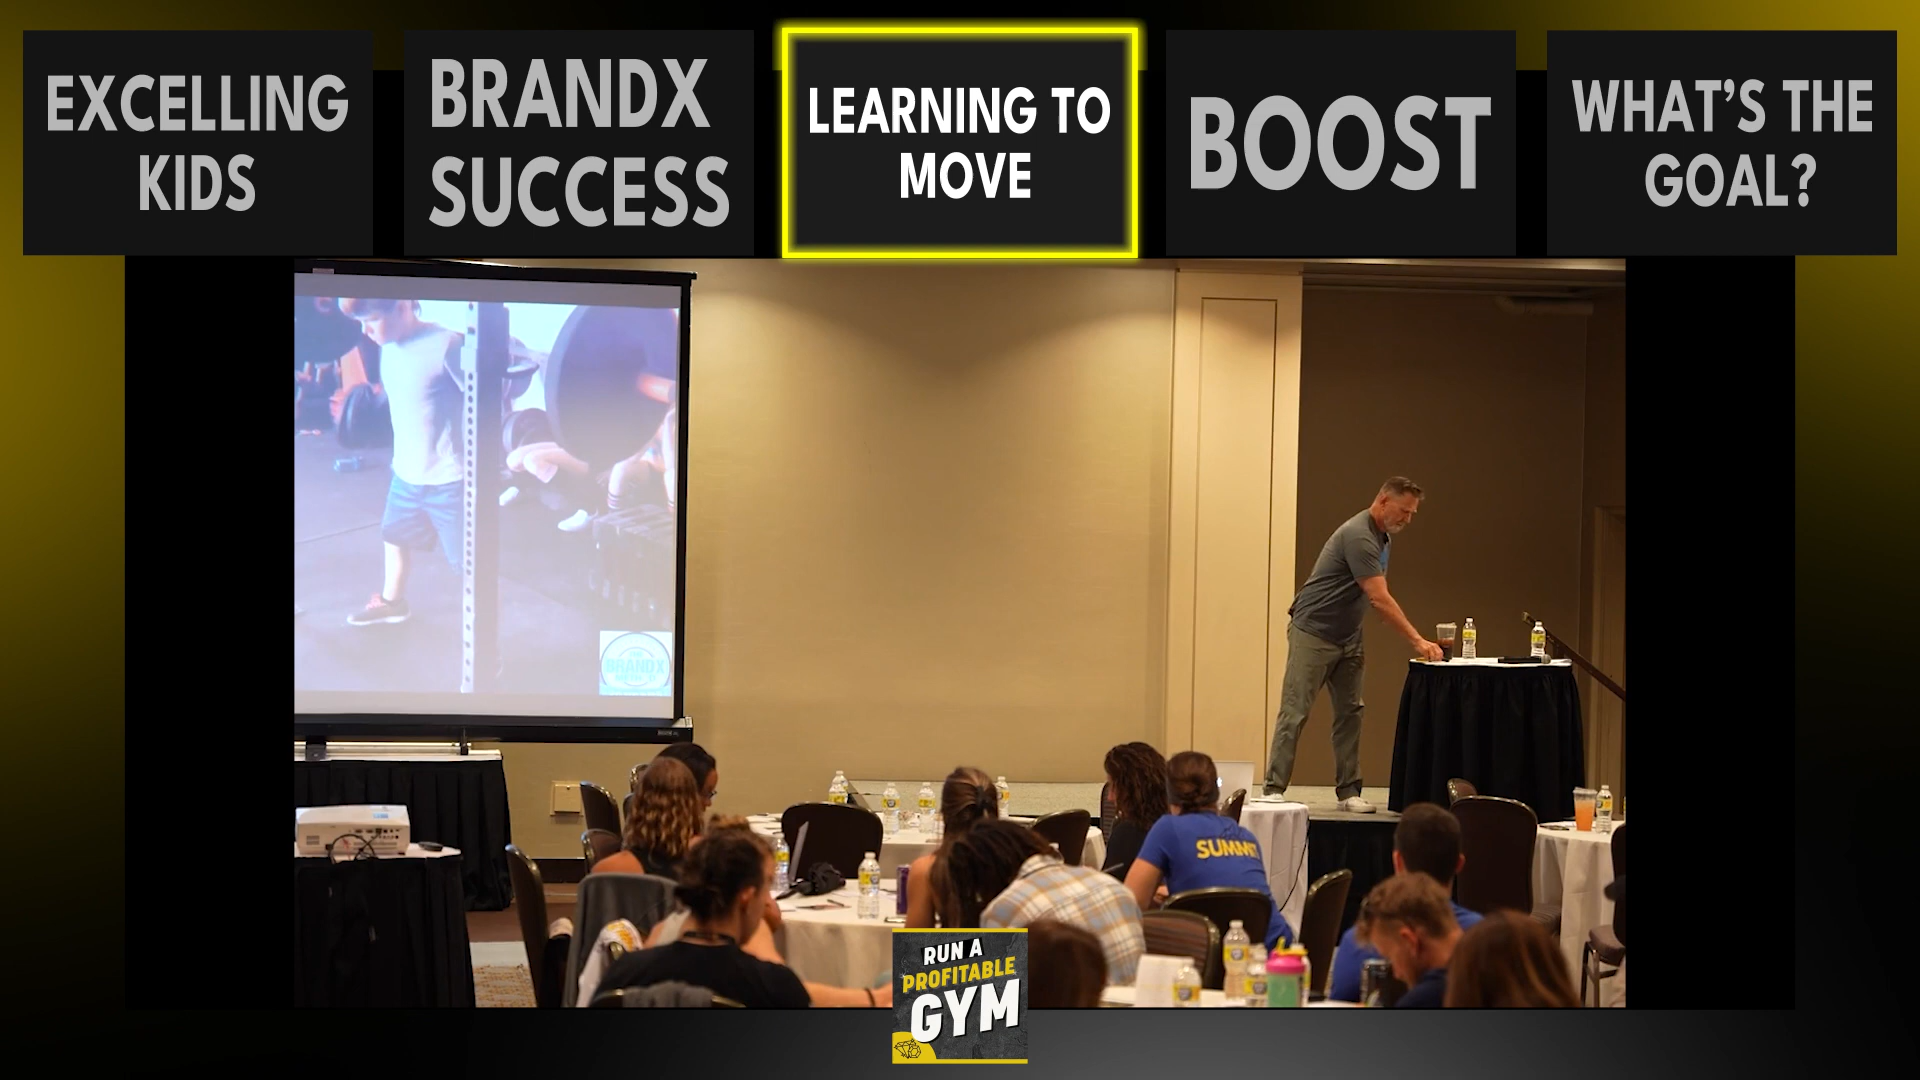 EXCELLING
KIDS
BRANDX
SUCCESS
LEARNING TO
MOVE
BOOST
WHAT'S THE
GOAL?
BRANDX
SUMMIT
RUN A
PROFITABLE
GYM